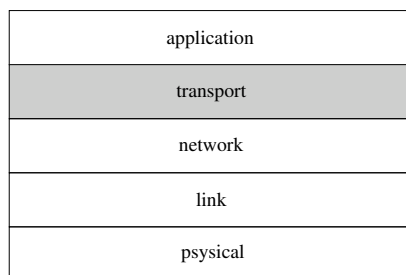 application
transport
network
link
psysical